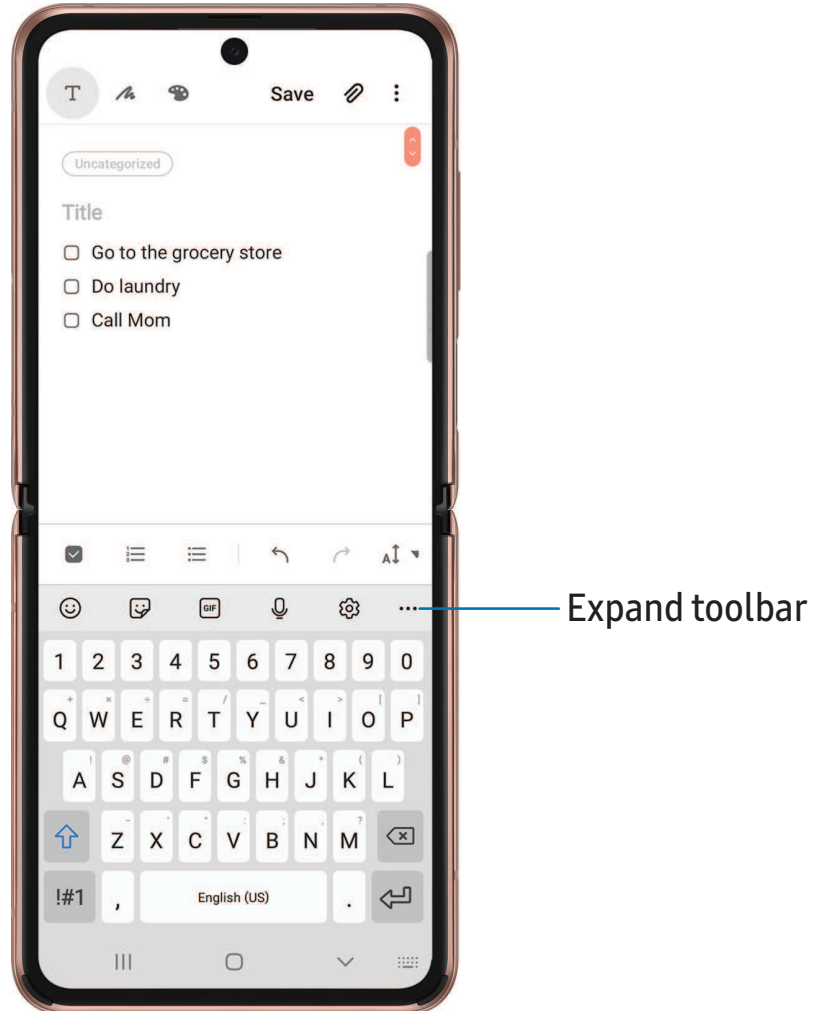 T Save
Uncategorized
Title
Go to the grocery store
Do laundry
Call Mom
A
GIF
Expand toolbar
1 2 3 4 5 6 7 8 9 0
+ × ÷ = / _ < > [ ]
Q W E R T Y U I O P
! @ # $ % & * ( )
A S D F G H J K L
- ' " : ; , ?
Z X C V B N M
!#1 , English (US) .